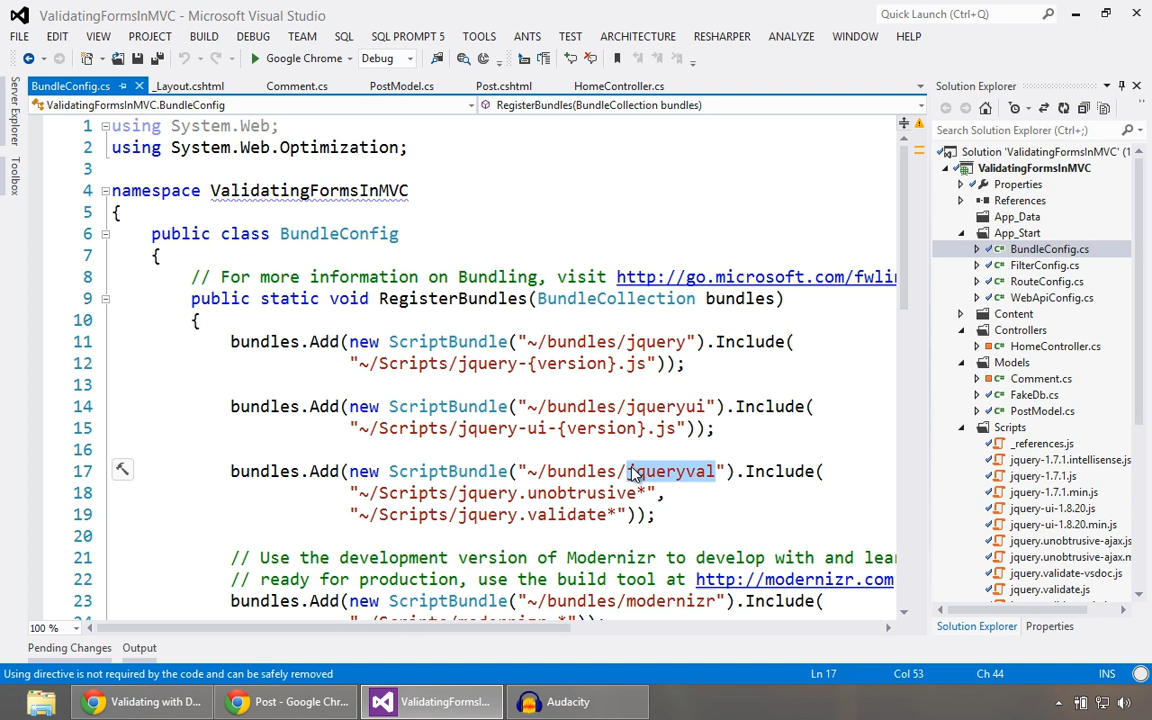 ValidatingFormsInMVC - Microsoft Visual Studio
Quick Launch (Ctrl+Q)
FILE EDIT VIEW PROJECT BUILD DEBUG TEAM SQL SQL PROMPT 5 TOOLS ANTS TEST ARCHITECTURE RESHARPER ANALYZE WINDOW HELP
Google Chrome Debug
BundleConfig.cs _Layout.cshtml Comment.cs PostModel.cs Post.cshtml HomeController.cs
ValidatingFormsInMVC.BundleConfig RegisterBundles(BundleCollection bundles)
Server Explorer
Toolbox
1 using System.Web;
2 using System.Web.Optimization;
3
4 namespace ValidatingFormsInMVC
5 {
6 public class BundleConfig
7 {
8 // For more information on Bundling, visit http://go.microsoft.com/fwlin
9 public static void RegisterBundles(BundleCollection bundles)
10 {
11 bundles.Add(new ScriptBundle("~/bundles/jquery").Include(
12 "~/Scripts/jquery-{version}.js"));
13
14 bundles.Add(new ScriptBundle("~/bundles/jqueryui").Include(
15 "~/Scripts/jquery-ui-{version}.js"));
16
17 bundles.Add(new ScriptBundle("~/bundles/jqueryval").Include(
18 "~/Scripts/jquery.unobtrusive*",
19 "~/Scripts/jquery.validate*"));
20
21 // Use the development version of Modernizr to develop with and lea
22 // ready for production, use the build tool at http://modernizr.com
23 bundles.Add(new ScriptBundle("~/bundles/modernizr").Include(
"~/Scripts/modernizr-*"));
100 %
Solution Explorer
Search Solution Explorer (Ctrl+;)
Solution 'ValidatingFormsInMVC' (1
ValidatingFormsInMVC
Properties
References
App_Data
App_Start
BundleConfig.cs
FilterConfig.cs
RouteConfig.cs
WebApiConfig.cs
Content
Controllers
HomeController.cs
Models
Comment.cs
FakeDb.cs
PostModel.cs
Scripts
_references.js
jquery-1.7.1.intellisense.js
jquery-1.7.1.js
jquery-1.7.1.min.js
jquery-ui-1.8.20.js
jquery-ui-1.8.20.min.js
jquery.unobtrusive-ajax.js
jquery.unobtrusive-ajax.m
jquery.validate-vsdoc.js
jquery.validate.js
Solution Explorer Properties
Pending Changes Output
Using directive is not required by the code and can be safely removed Ln 17 Col 53 Ch 44 INS
Validating with D... Post - Google Chr... ValidatingFormsI... Audacity